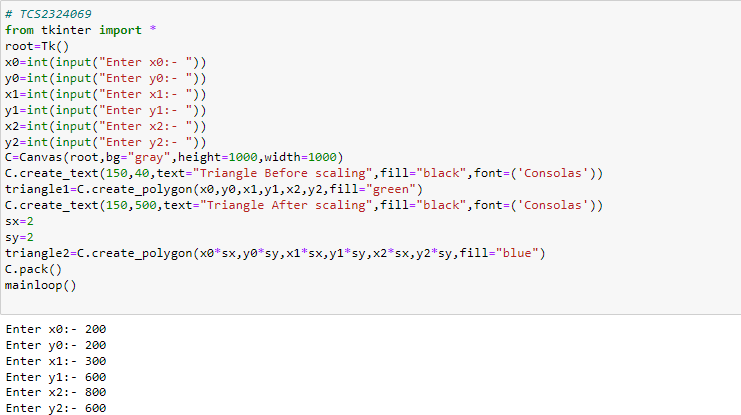 # TCS2324069
from tkinter import *
root=Tk()
x0=int(input("Enter x0:- "))
y0=int(input("Enter y0:- "))
x1=int(input("Enter x1:- "))
y1=int(input("Enter y1:- "))
x2=int(input("Enter x2:- "))
y2=int(input("Enter y2:- "))
C=Canvas(root,bg="gray",height=1000,width=1000)
C.create_text(150,40,text="Triangle Before scaling",fill="black",font=('Consolas'))
triangle1=C.create_polygon(x0,y0,x1,y1,x2,y2,fill="green")
C.create_text(150,500,text="Triangle After scaling",fill="black",font=('Consolas'))
sx=2
sy=2
triangle2=C.create_polygon(x0*sx,y0*sy,x1*sx,y1*sy,x2*sx,y2*sy,fill="blue")
C.pack()
mainloop()
Enter x0:- 200
Enter y0:- 200
Enter x1:- 300
Enter y1:- 600
Enter x2:- 800
Enter y2:- 600